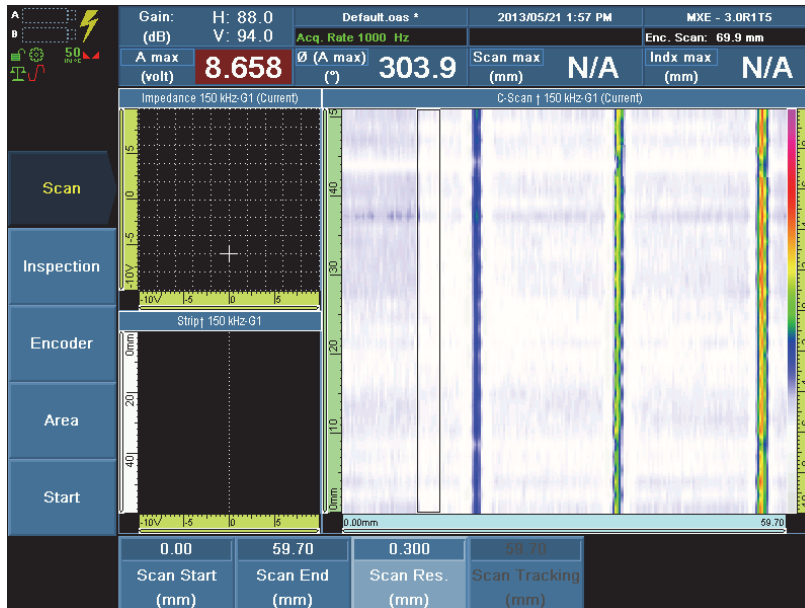 A
B
50
IN °C
Gain: H: 88.0
(dB) V: 94.0
Default.oas *
2013/05/21 1:57 PM
MXE - 3.0R1T5
Acq. Rate 1000 Hz
Enc. Scan: 69.9 mm
A max
(volt)
8.658
Ø (A max)
(°)
303.9
Scan max
(mm)
N/A
Indx max
(mm)
N/A
Impedance 150 kHz-G1 (Current)
C-Scan † 150 kHz-G1 (Current)
5
0
-5
-10V
-10V -5 0 5
Strip† 150 kHz-G1
0mm
20
40
-10V -5 0 5
5
40
30
20
10
0mm
0.00mm
59.70
Scan
Inspection
Encoder
Area
Start
0.00
Scan Start
(mm)
59.70
Scan End
(mm)
0.300
Scan Res.
(mm)
59.70
Scan Tracking
(mm)